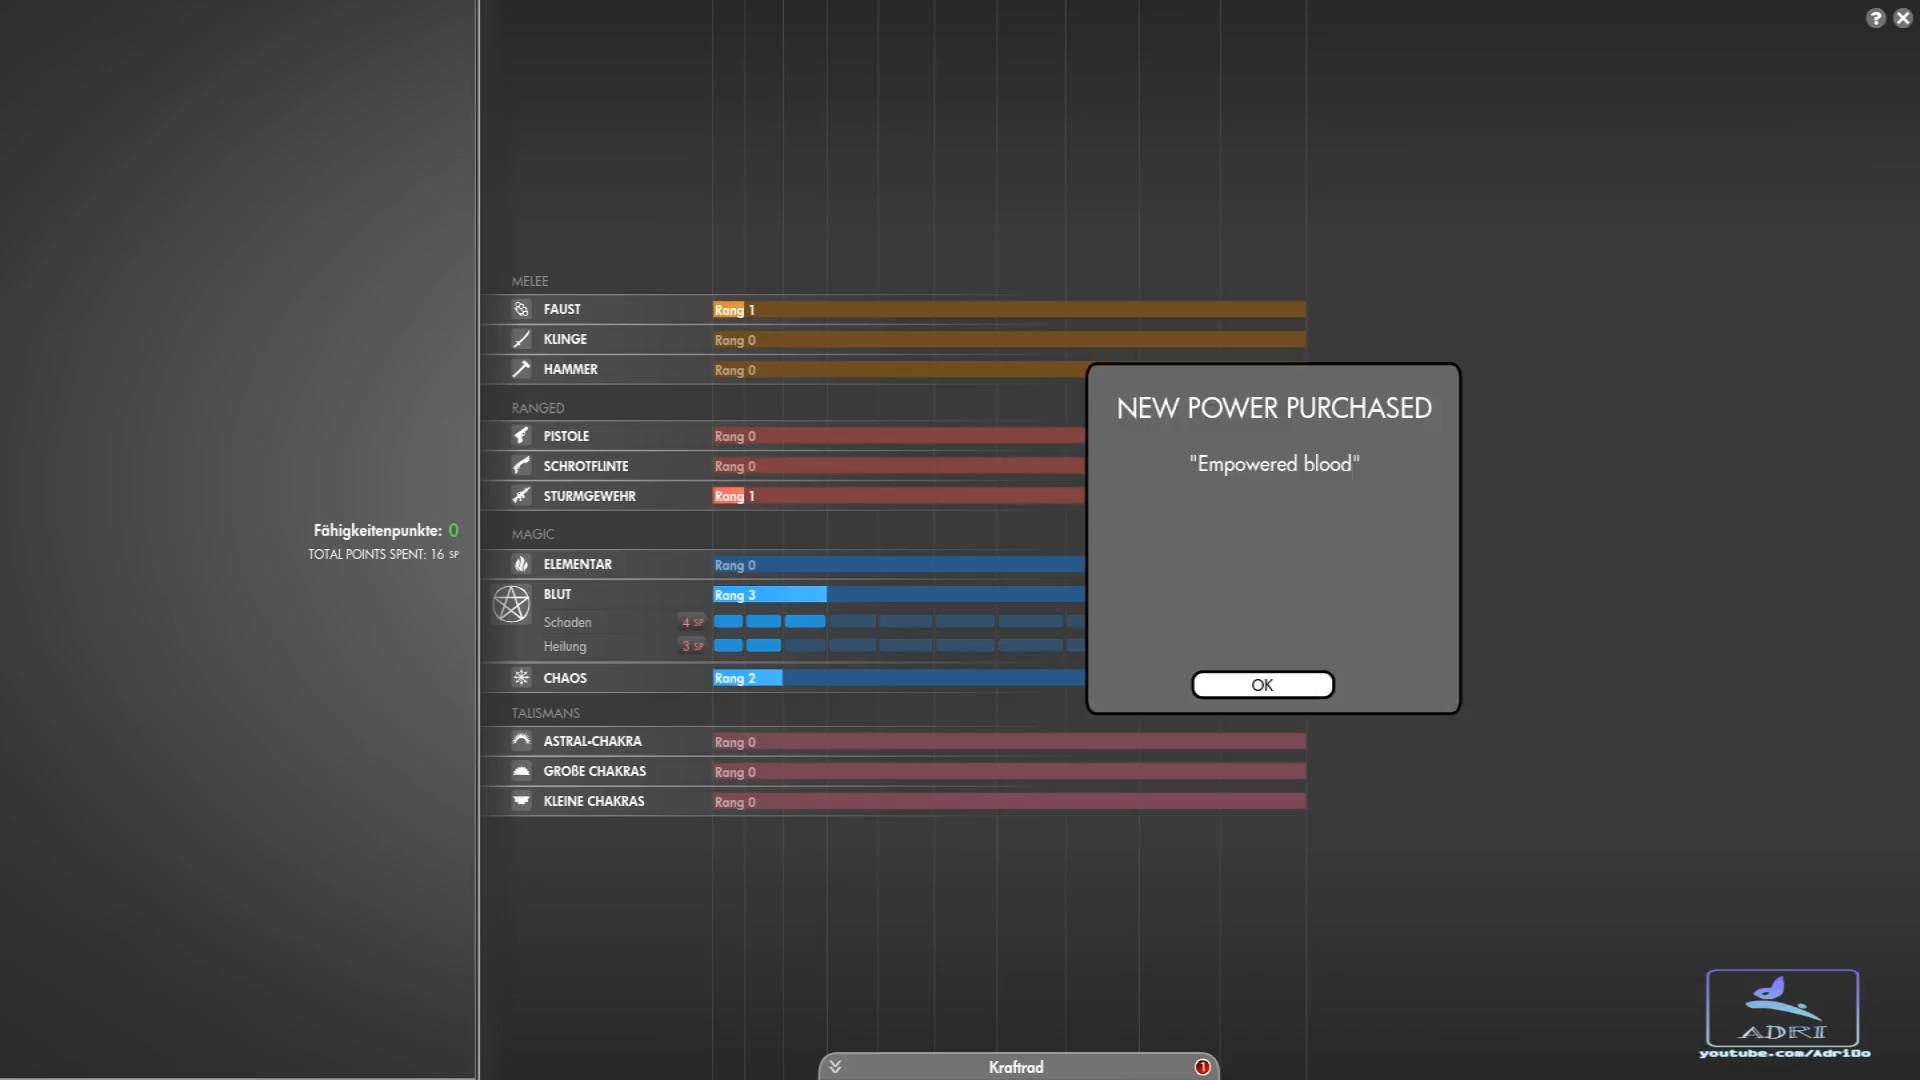 MELEE
FAUST Rang 1
KLINGE Rang 0
HAMMER Rang 0
RANGED
PISTOLE Rang 0
SCHROTFLINTE Rang 0
STURMGEWEHR Rang 1
Fähigkeitenpunkte: 0
TOTAL POINTS SPENT: 16 SP
MAGIC
ELEMENTAR Rang 0
BLUT Rang 3
Schaden 4 SP
Heilung 3 SP
CHAOS Rang 2
TALISMANS
ASTRAL-CHAKRA Rang 0
GROßE CHAKRAS Rang 0
KLEINE CHAKRAS Rang 0
NEW POWER PURCHASED
"Empowered blood"
OK
Kraftrad 1
ADRI
youtube.com/Adri0o